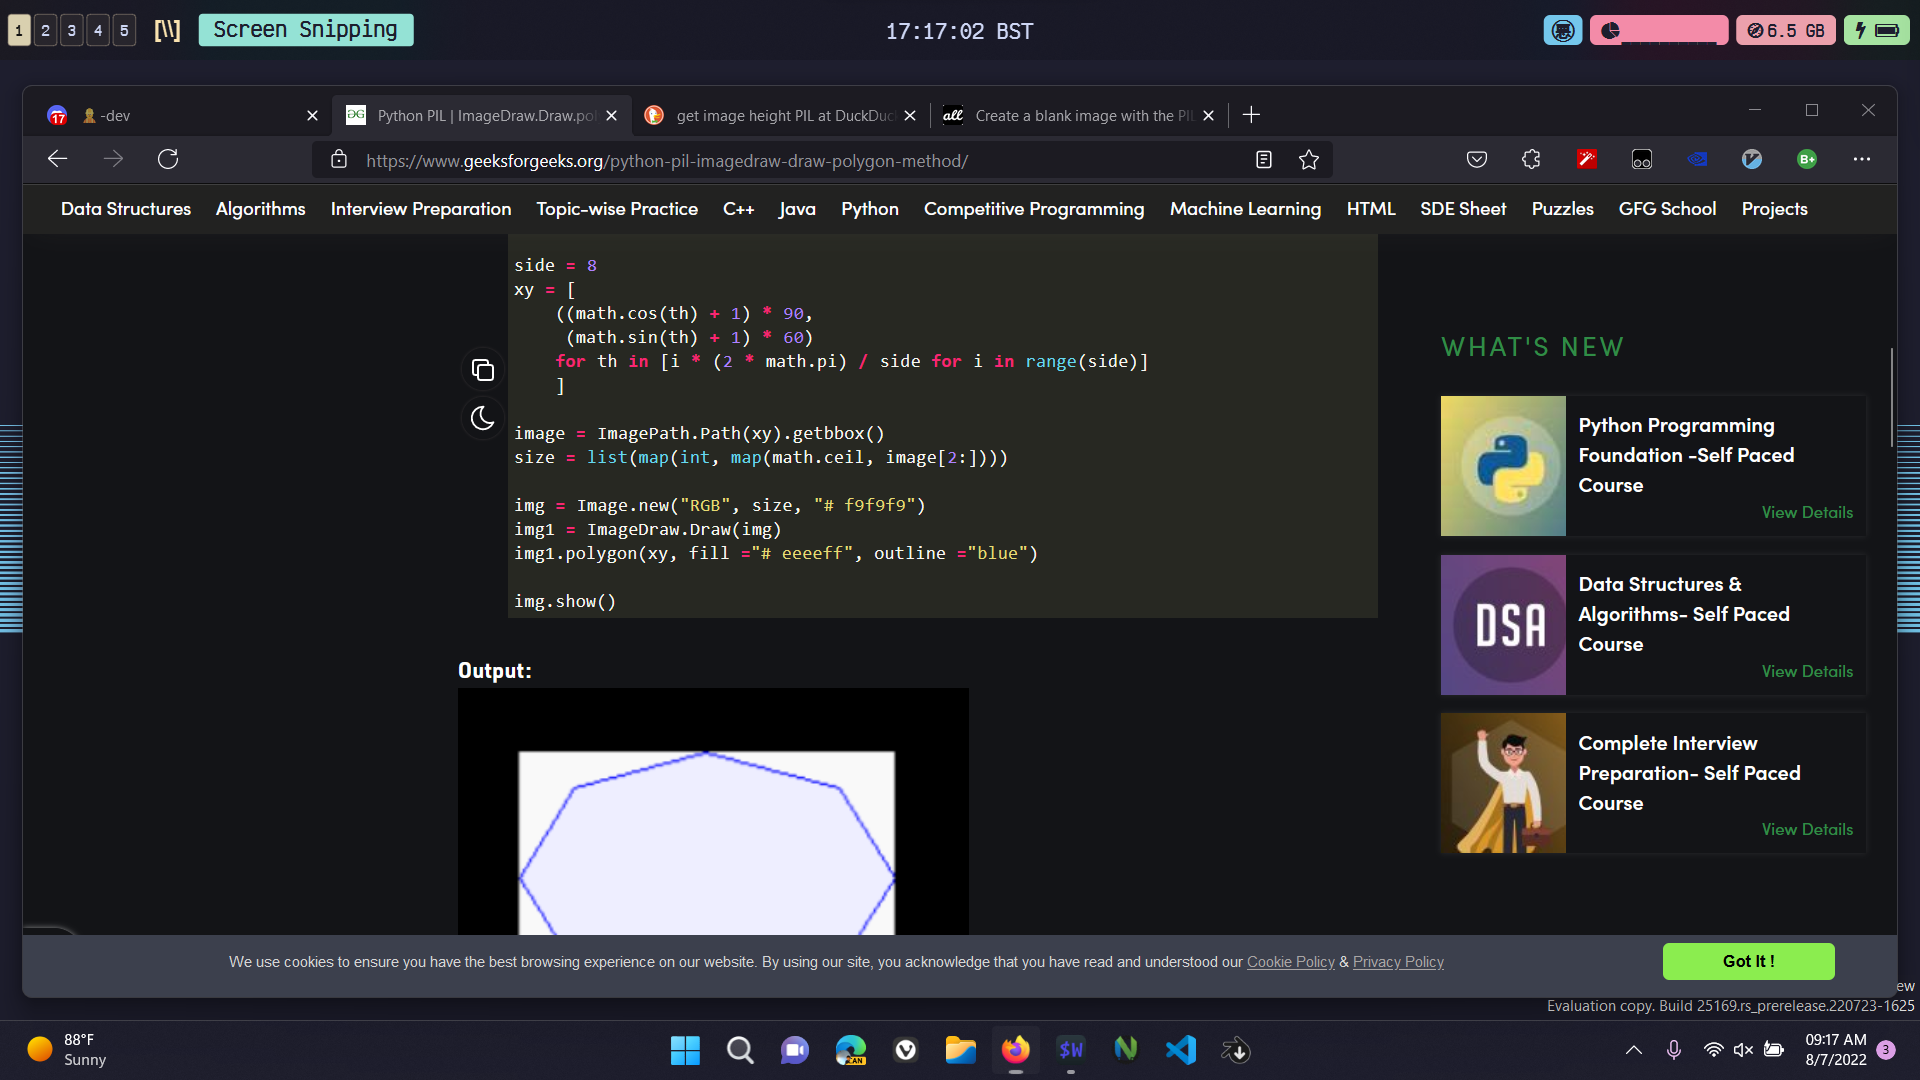 1 2 3 4 5 [\\] Screen Snipping 17:17:02 BST 6.5 GB
17 -dev Python PIL | ImageDraw.Draw.pol get image height PIL at DuckDuc all Create a blank image with the PIL
https://www.geeksforgeeks.org/python-pil-imagedraw-draw-polygon-method/ B+
Data Structures Algorithms Interview Preparation Topic-wise Practice C++ Java Python Competitive Programming Machine Learning HTML SDE Sheet Puzzles GFG School Projects
side = 8
xy = [
((math.cos(th) + 1) * 90,
(math.sin(th) + 1) * 60)
for th in [i * (2 * math.pi) / side for i in range(side)]
]
image = ImagePath.Path(xy).getbbox()
size = list(map(int, map(math.ceil, image[2:])))
img = Image.new("RGB", size, "# f9f9f9")
img1 = ImageDraw.Draw(img)
img1.polygon(xy, fill ="# eeeeff", outline ="blue")
img.show()
Output:
WHAT'S NEW
Python Programming
Foundation -Self Paced
Course
View Details
DSA
Data Structures &
Algorithms- Self Paced
Course
View Details
Complete Interview
Preparation- Self Paced
Course
View Details
We use cookies to ensure you have the best browsing experience on our website. By using our site, you acknowledge that you have read and understood our Cookie Policy & Privacy Policy
Got It !
ew
Evaluation copy. Build 25169.rs_prerelease.220723-1625
88°F
Sunny
CAN
$W
09:17 AM
8/7/2022
3